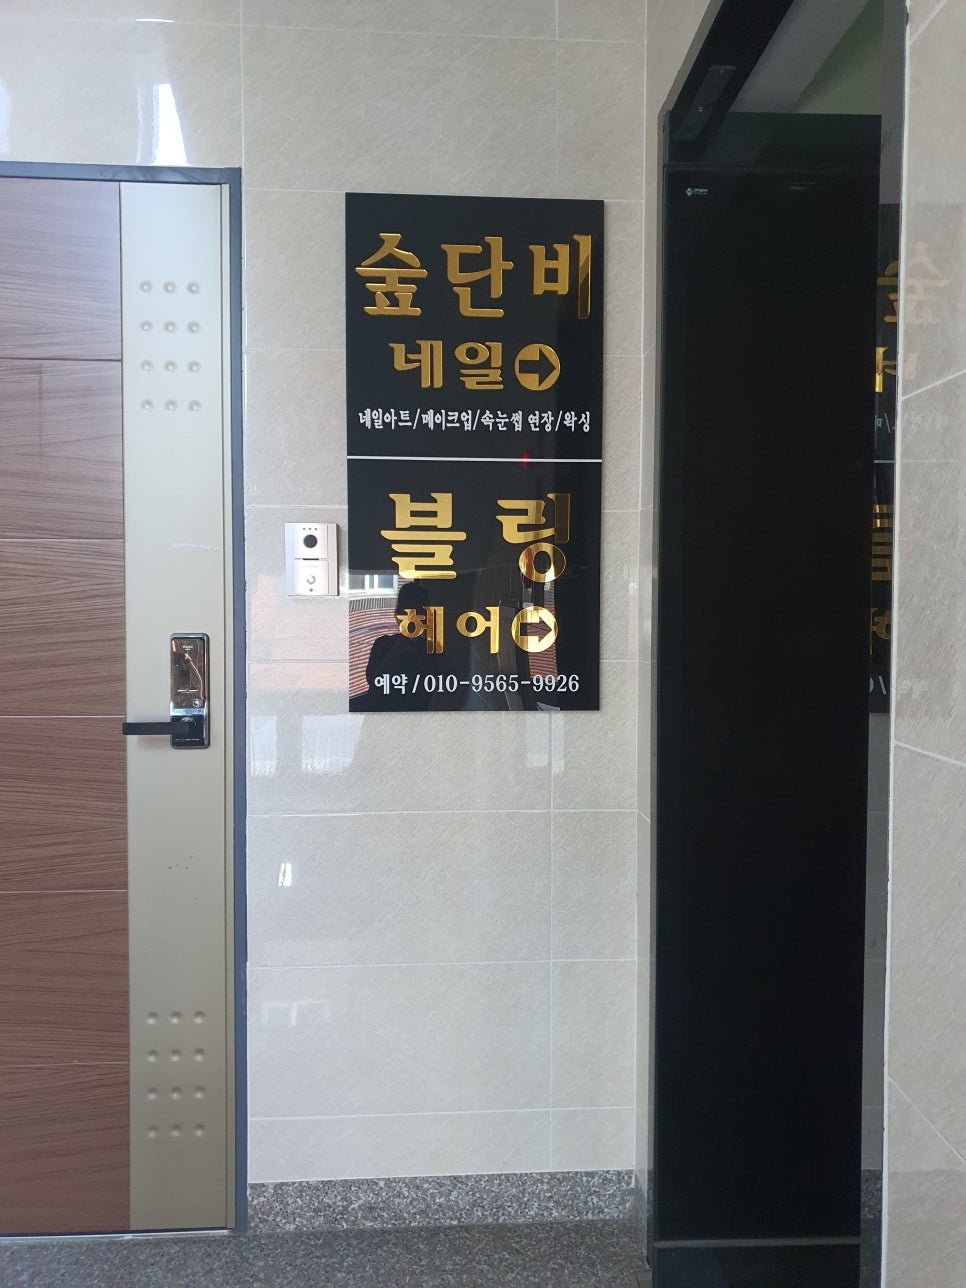 숲단비
네일
네일아트/메이크업/속눈썹 연장/왁싱
블링
헤어
예약/010-9565-9926